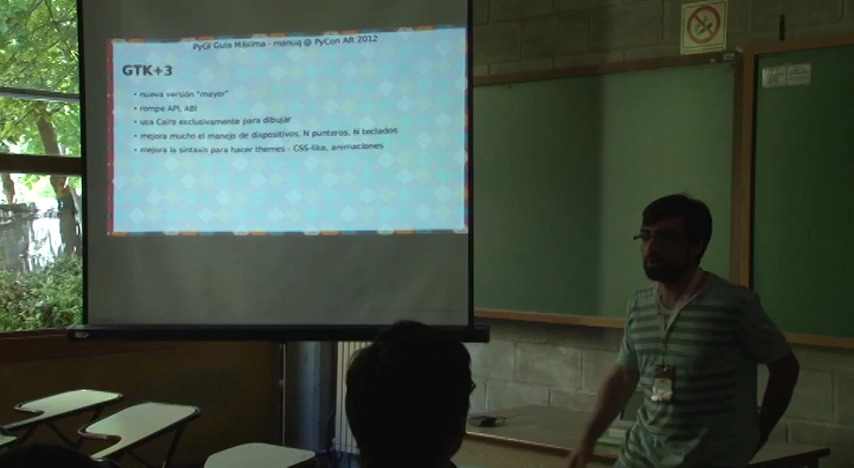 PyGI Guía Máxima - manuq @ PyCon AR 2012
GTK+3
• nueva versión "mayor"
• rompe API, ABI
• usa Cairo exclusivamente para dibujar
• mejora mucho el manejo de dispositivos, N punteros, N teclados
• mejora la sintaxis para hacer themes - CSS-like, animaciones